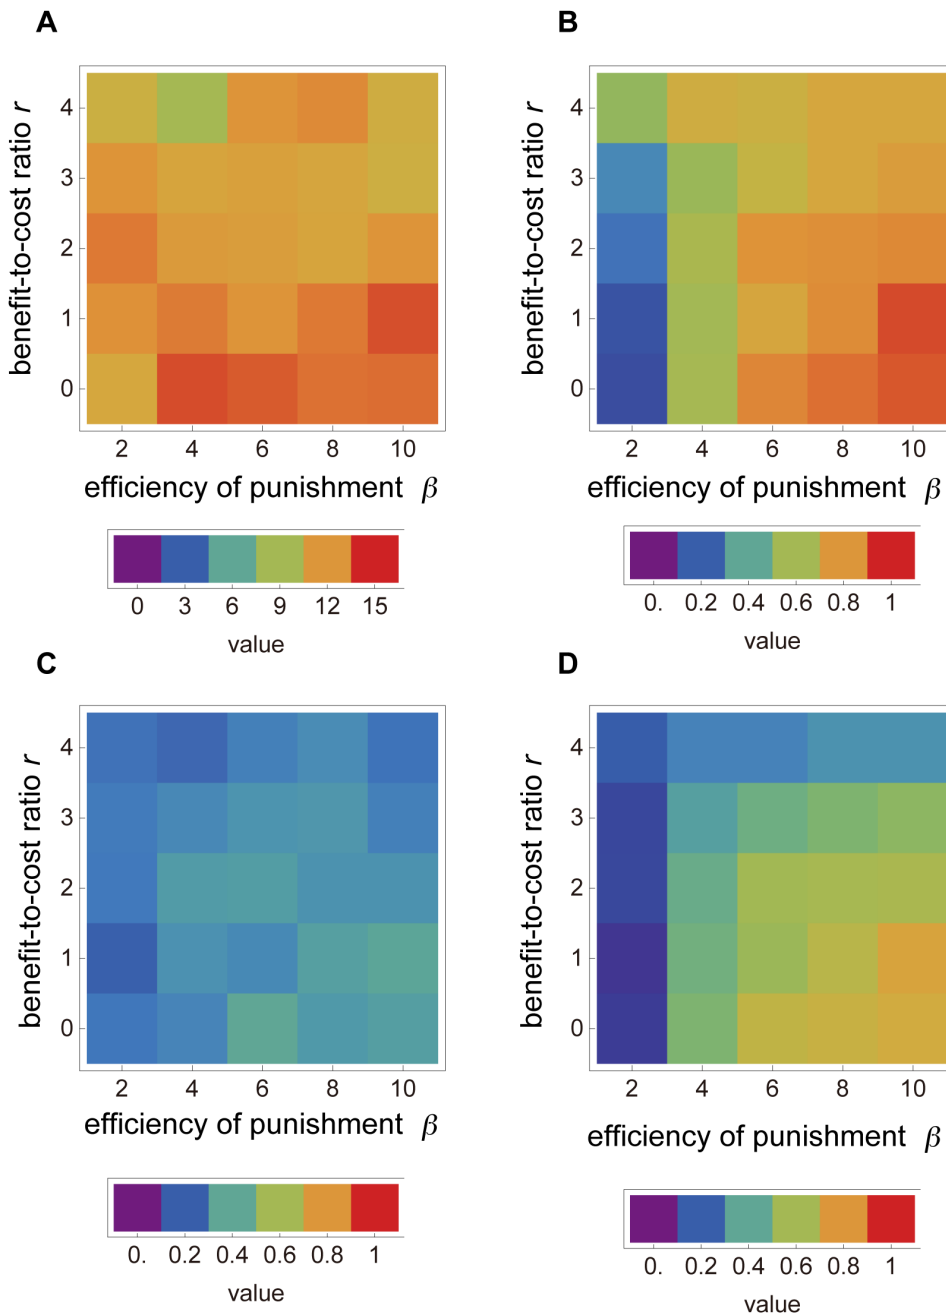 A
benefit-to-cost ratio r
4
3
2
1
0
2 4 6 8 10
efficiency of punishment β
0 3 6 9 12 15
value
B
benefit-to-cost ratio r
4
3
2
1
0
2 4 6 8 10
efficiency of punishment β
0. 0.2 0.4 0.6 0.8 1
value
C
benefit-to-cost ratio r
4
3
2
1
0
2 4 6 8 10
efficiency of punishment β
0. 0.2 0.4 0.6 0.8 1
value
D
benefit-to-cost ratio r
4
3
2
1
0
2 4 6 8 10
efficiency of punishment β
0. 0.2 0.4 0.6 0.8 1
value